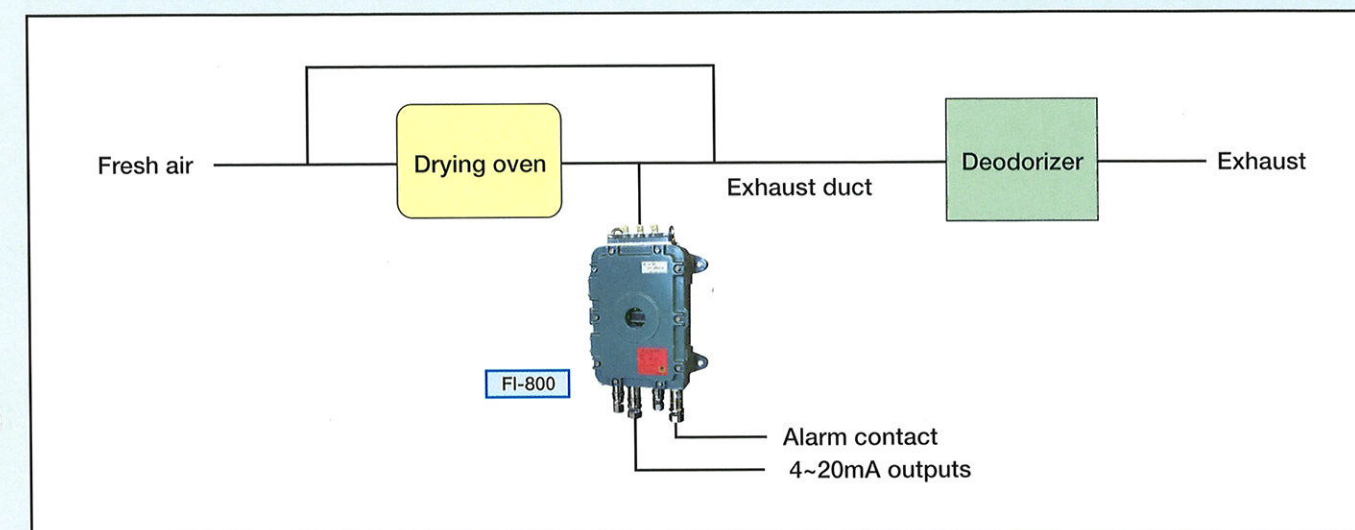 Fresh air
Drying oven
Exhaust duct
Deodorizer
Exhaust
FI-800
Alarm contact
4~20mA outputs